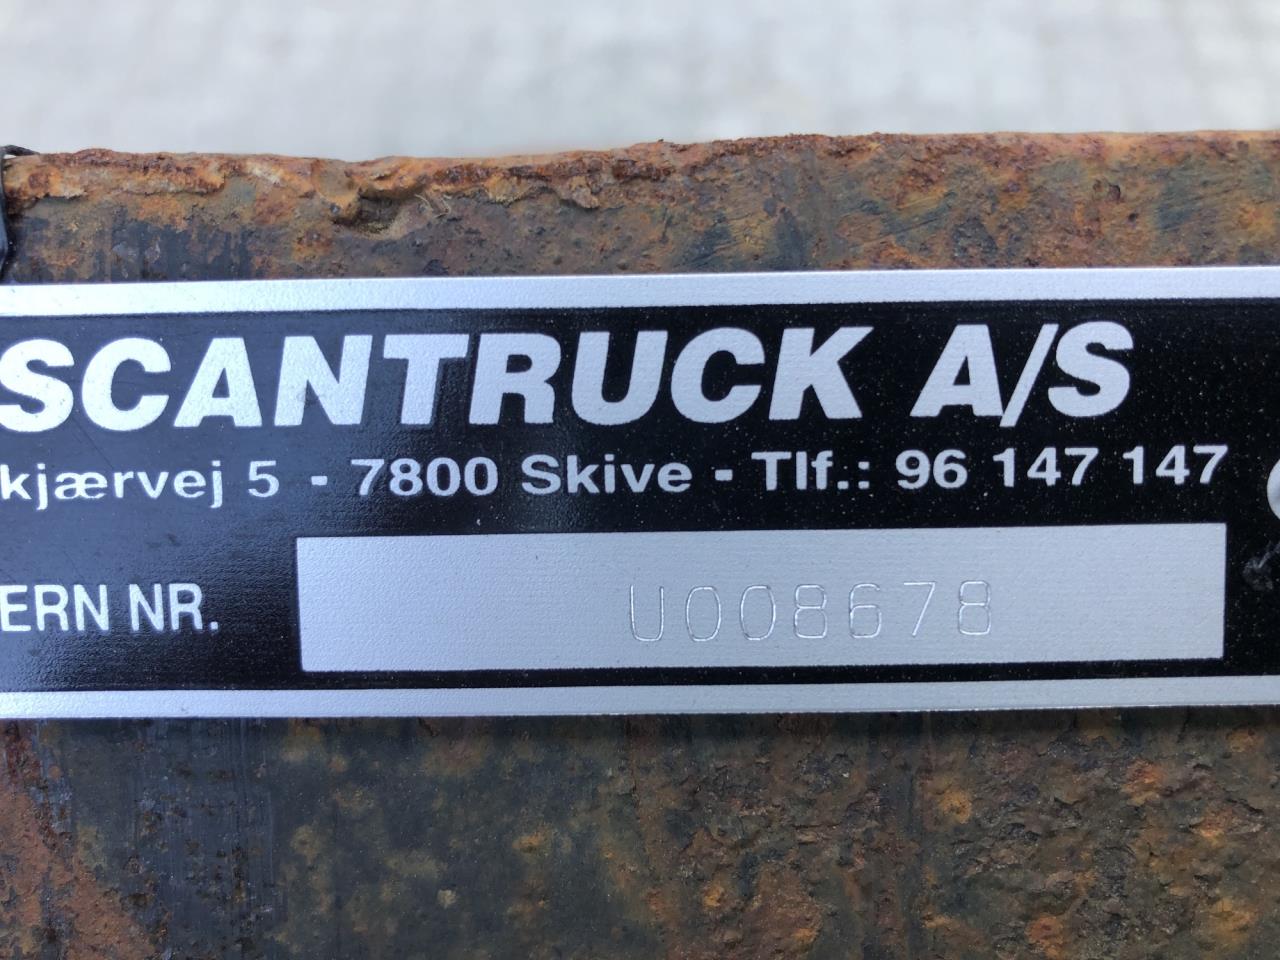 SCANTRUCK A/S
kjærvej 5 - 7800 Skive - Tlf.: 96 147 147
ERN NR. U008678